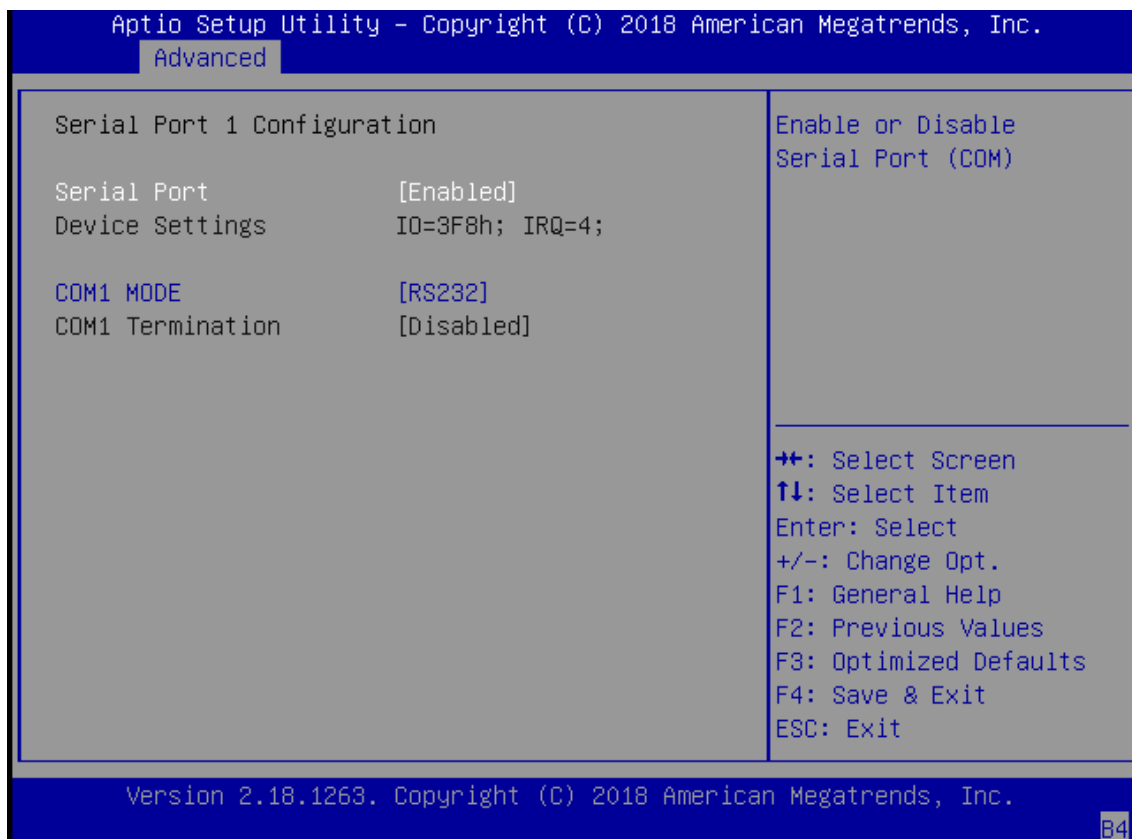 Aptio Setup Utility – Copyright (C) 2018 American Megatrends, Inc.
Advanced
Serial Port 1 Configuration
Serial Port [Enabled]
Device Settings IO=3F8h; IRQ=4;
COM1 MODE [RS232]
COM1 Termination [Disabled]
Enable or Disable
Serial Port (COM)
→←: Select Screen
↑↓: Select Item
Enter: Select
+/-: Change Opt.
F1: General Help
F2: Previous Values
F3: Optimized Defaults
F4: Save & Exit
ESC: Exit
Version 2.18.1263. Copyright (C) 2018 American Megatrends, Inc.
B4